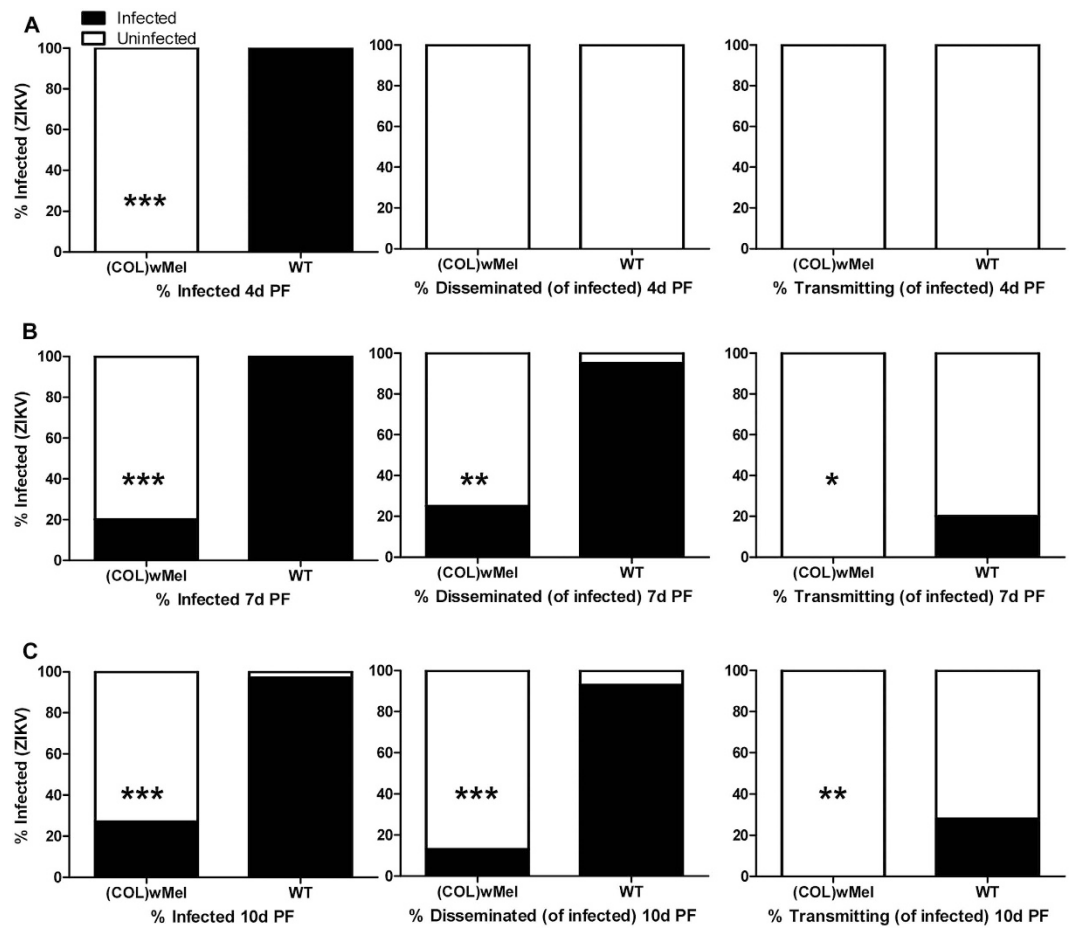 A
Infected
Uninfected
% Infected (ZIKV)
100
80
60
40
20
0
***
(COL)wMel
WT
% Infected 4d PF
100
80
60
40
20
0
(COL)wMel
WT
% Disseminated (of infected) 4d PF
100
80
60
40
20
0
(COL)wMel
WT
% Transmitting (of infected) 4d PF
B
% Infected (ZIKV)
100
80
60
40
20
0
***
(COL)wMel
WT
% Infected 7d PF
100
80
60
40
20
0
**
(COL)wMel
WT
% Disseminated (of infected) 7d PF
100
80
60
40
20
0
*
(COL)wMel
WT
% Transmitting (of infected) 7d PF
C
% Infected (ZIKV)
100
80
60
40
20
0
***
(COL)wMel
WT
% Infected 10d PF
100
80
60
40
20
0
***
(COL)wMel
WT
% Disseminated (of infected) 10d PF
100
80
60
40
20
0
**
(COL)wMel
WT
% Transmitting (of infected) 10d PF